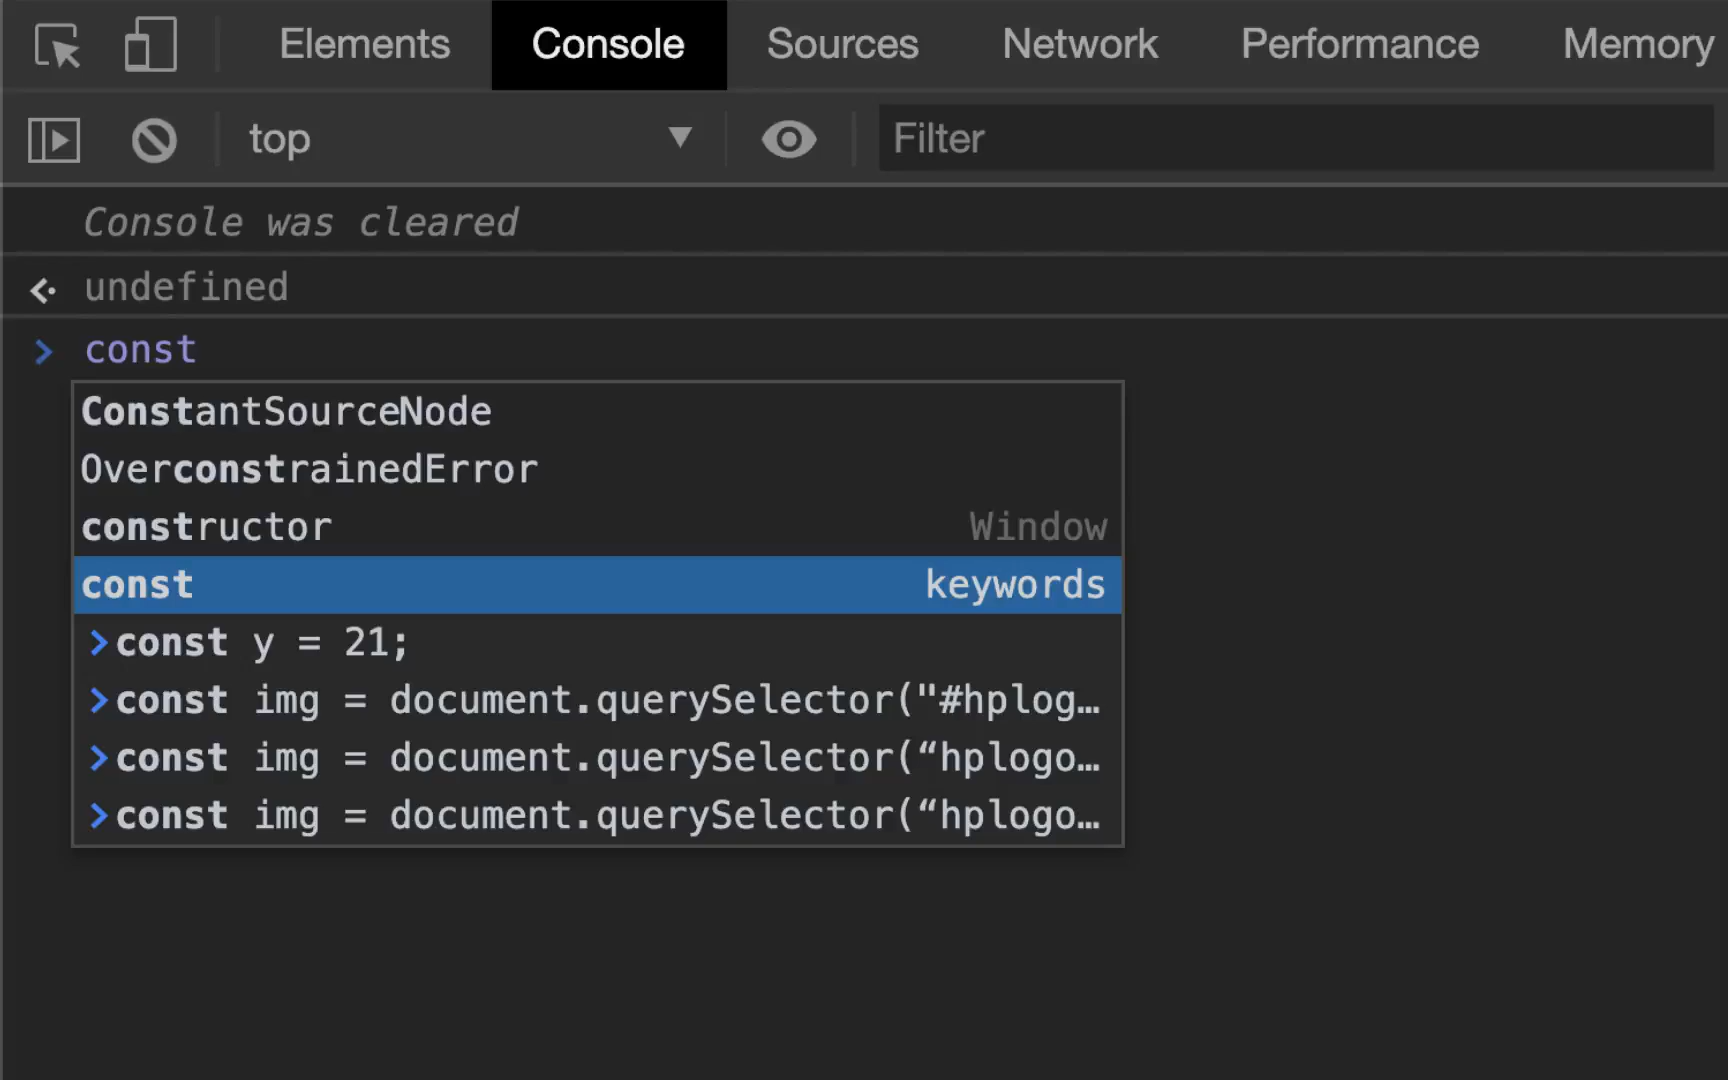 Elements Console Sources Network Performance Memory
top ▼ Filter
Console was cleared
undefined
> const
ConstantSourceNode
OverconstrainedError
constructor Window
const keywords
>const y = 21;
>const img = document.querySelector("#hplog…
>const img = document.querySelector(“hplogo…
>const img = document.querySelector(“hplogo…